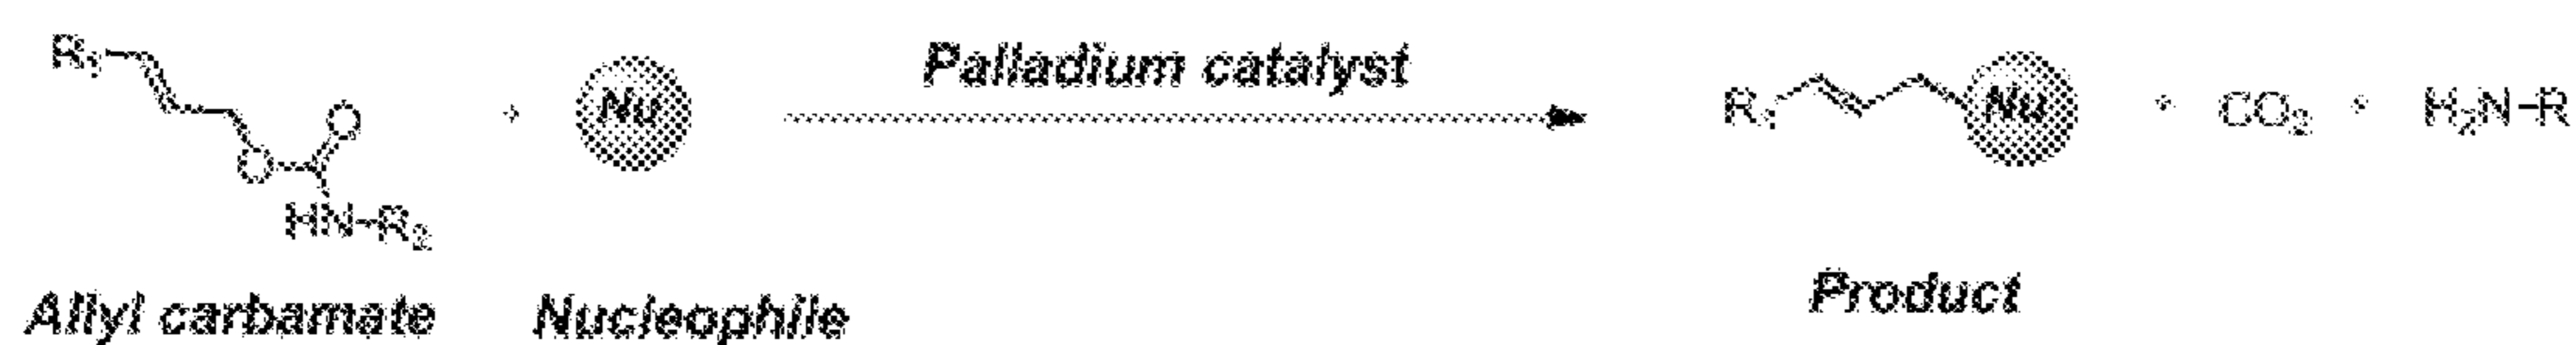 Palladium catalyst
R₁ O O HN-R₂ + Nu R₁ Nu + CO₂ + H₂N-R
Allyl carbamate Nucleophile Product